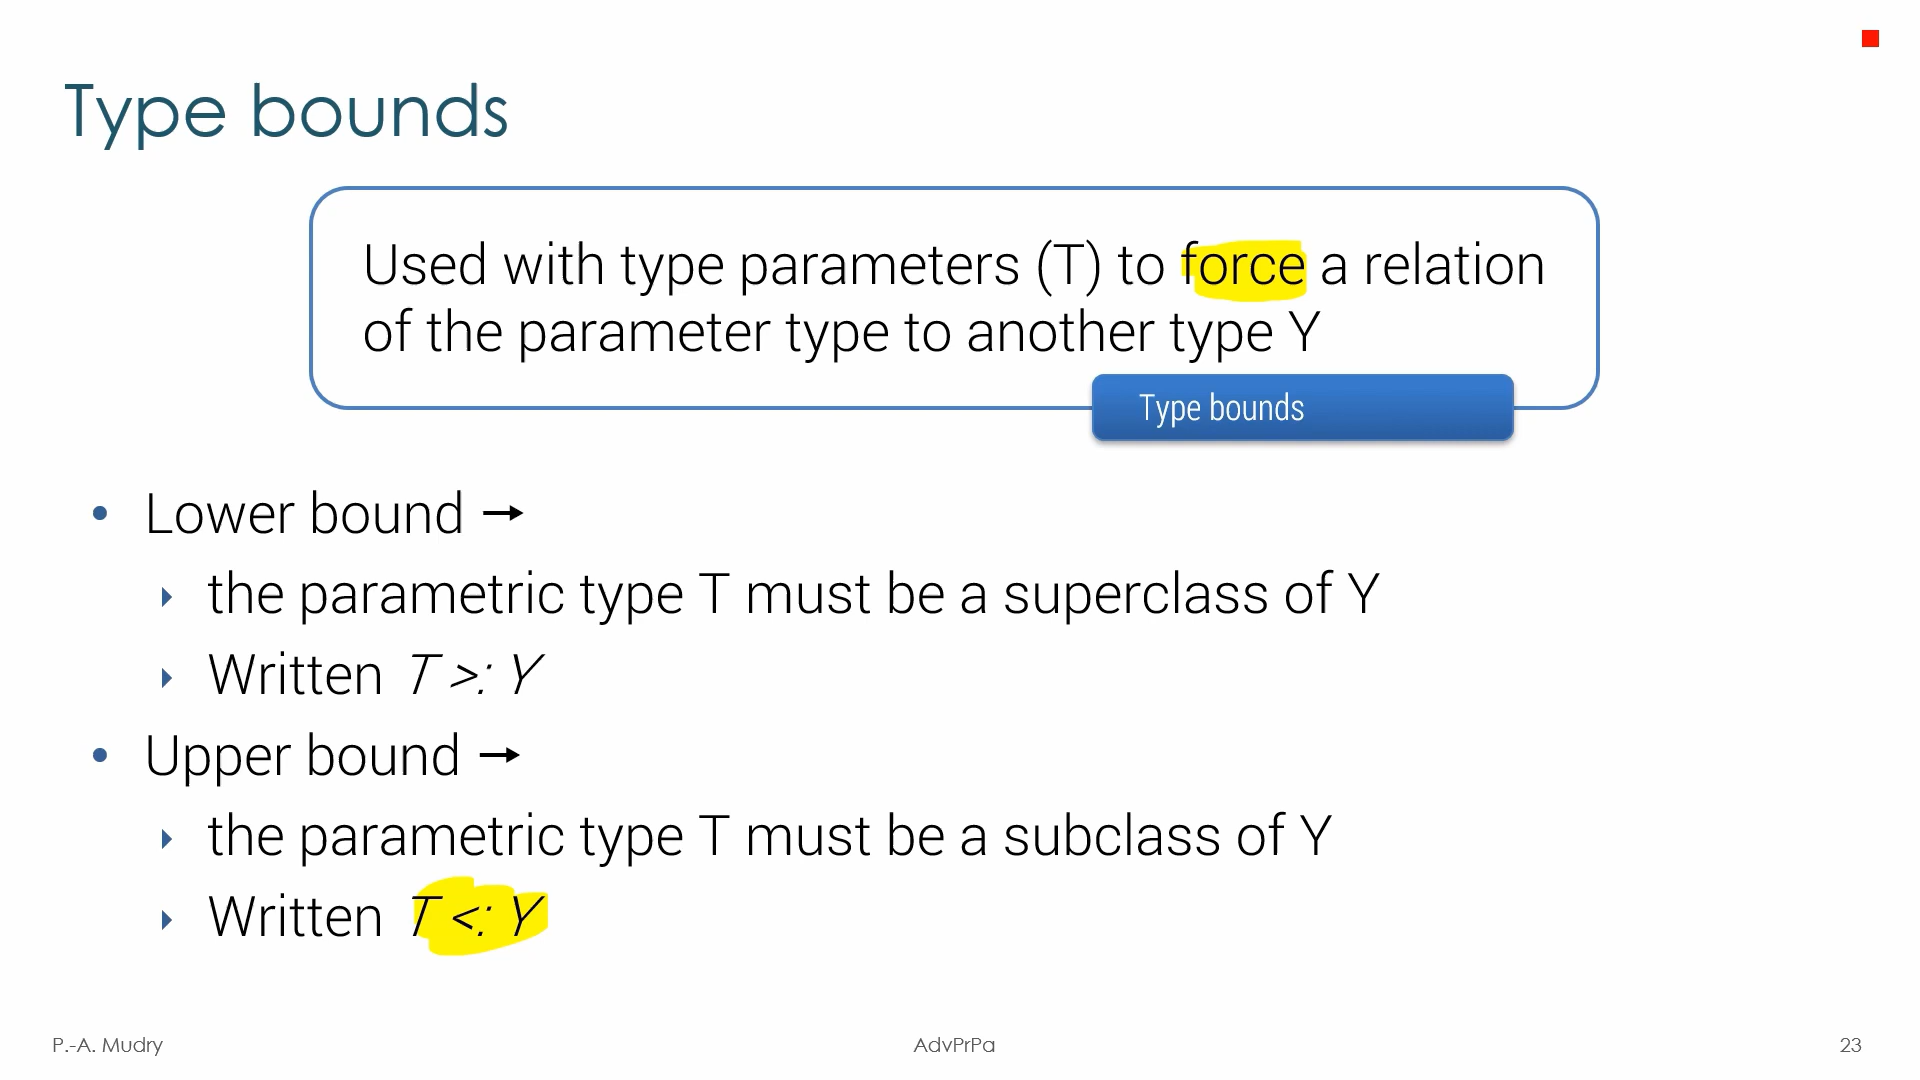 Type bounds
Used with type parameters (T) to force a relation
of the parameter type to another type Y
Type bounds
• Lower bound →
‣ the parametric type T must be a superclass of Y
‣ Written T >: Y
• Upper bound →
‣ the parametric type T must be a subclass of Y
‣ Written T <: Y
P.-A. Mudry
AdvPrPa
23